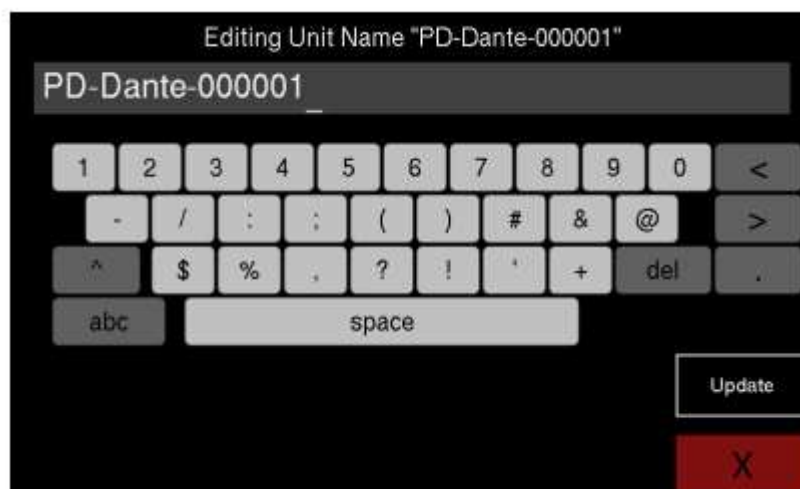 Editing Unit Name "PD-Dante-000001"
PD-Dante-000001_
1 2 3 4 5 6 7 8 9 0 <
- / : ; ( ) # & @ >
^ $ % , ? ! ' + del .
abc space
Update
X